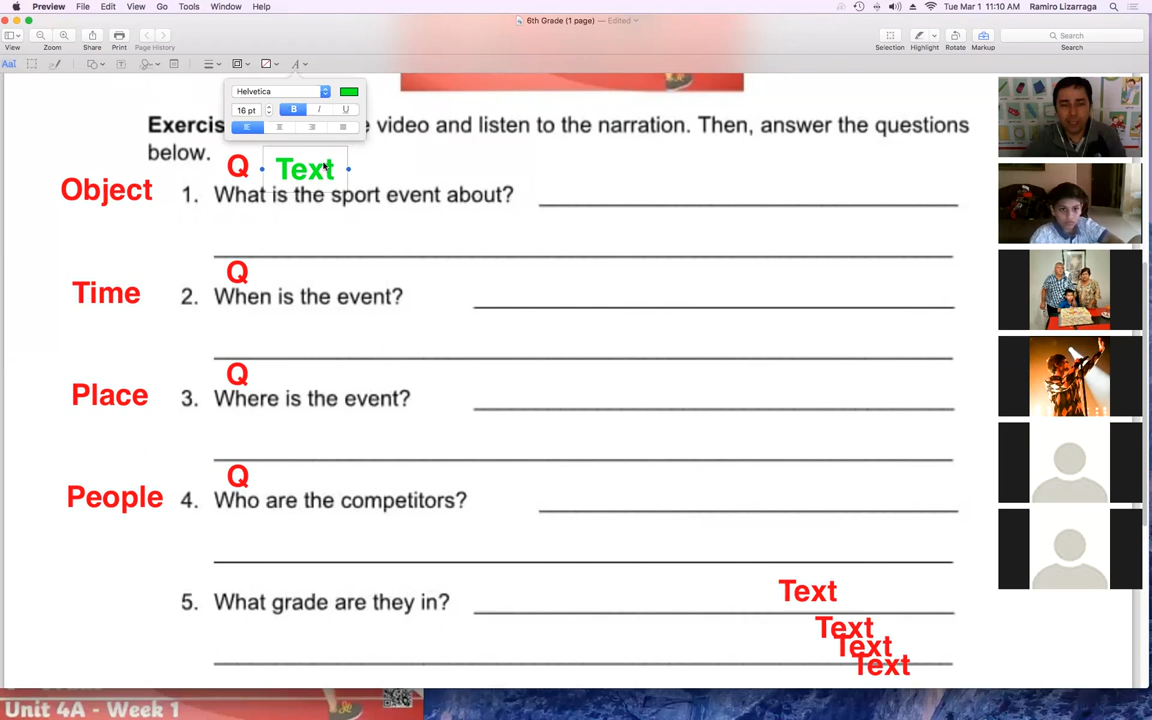 Preview File Edit View Go Tools Window Help
Tue Mar 1 11:10 AM Ramiro Lizarraga
6th Grade (1 page) — Edited
View Zoom Share Print Page History
Selection Highlight Rotate Markup Search
Search
AaI
A
Helvetica
16 pt B I U
Exercis
e video and listen to the narration. Then, answer the questions
below.
Q Text
Object 1. What is the sport event about?
Q
Time 2. When is the event?
Q
Place 3. Where is the event?
Q
People 4. Who are the competitors?
Text
5. What grade are they in?
Text
Text
Text
Unit 4A - Week 1